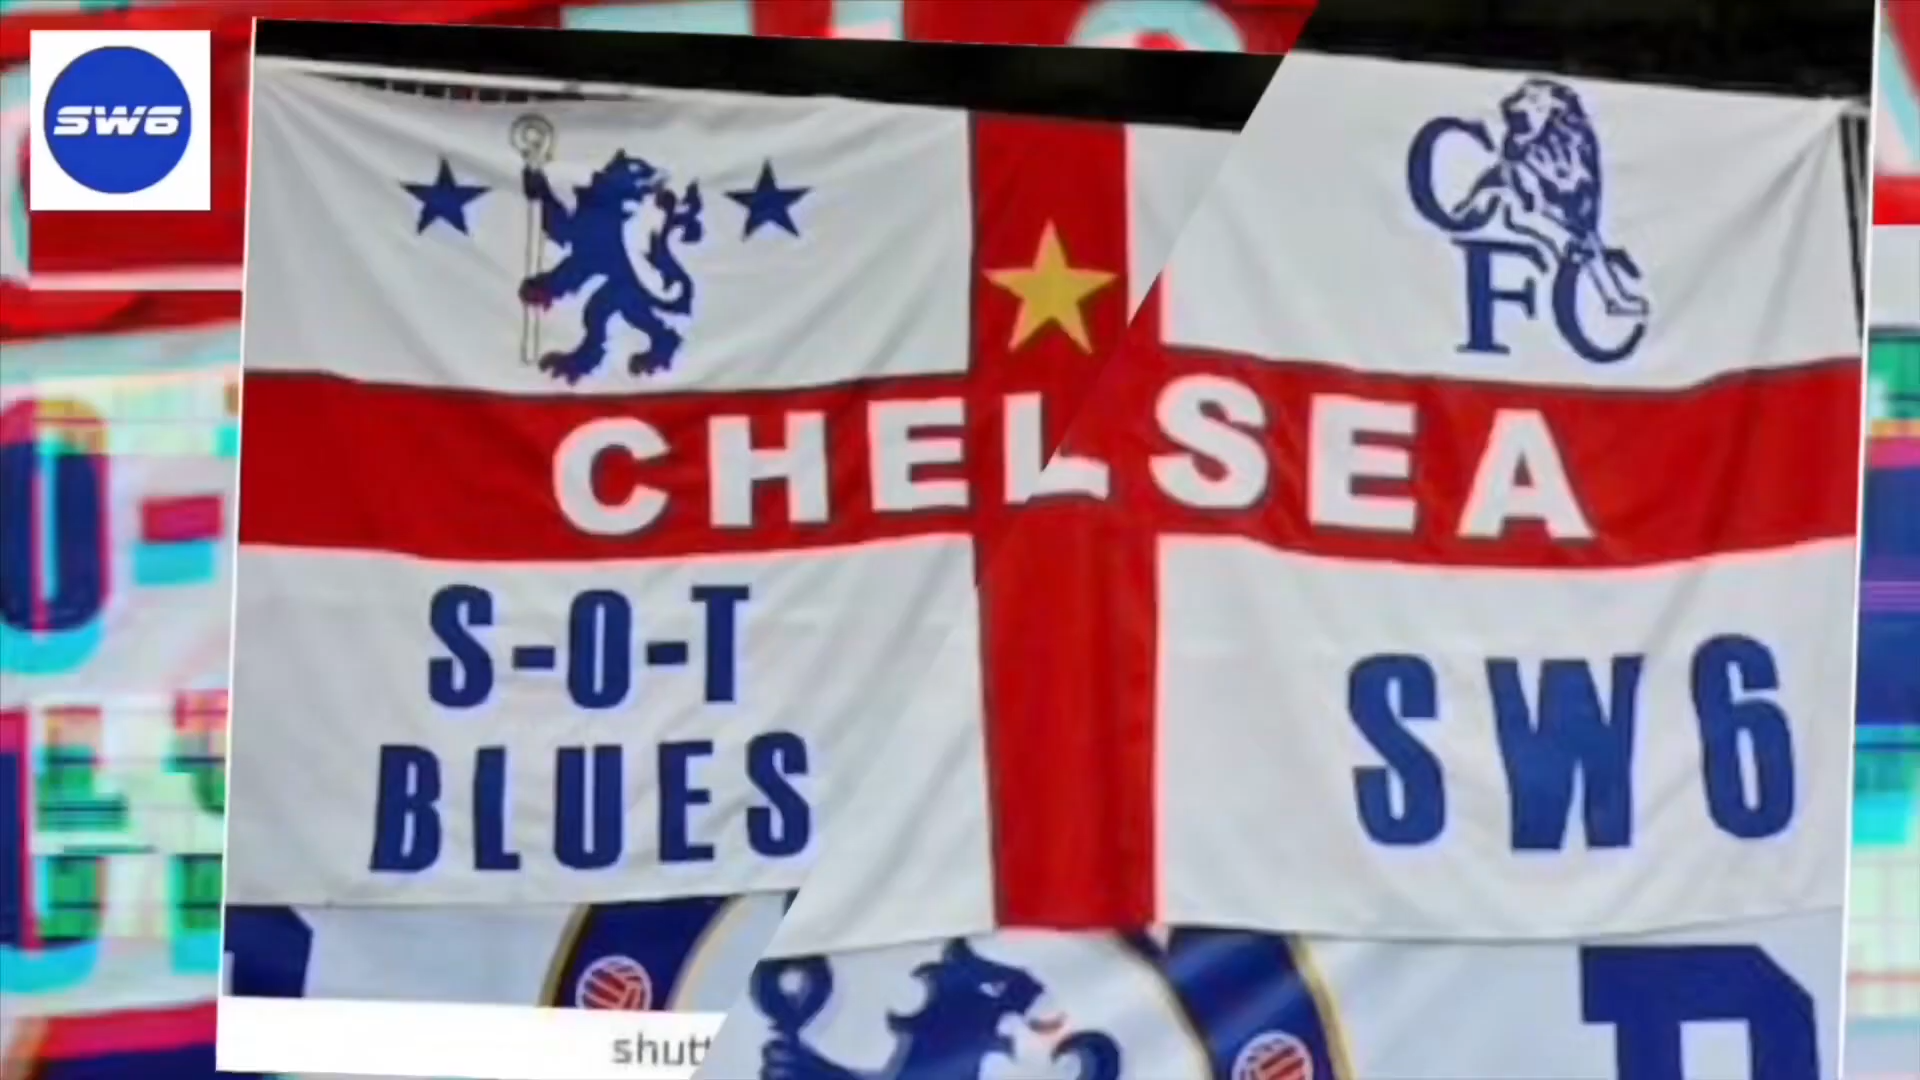 SW6
CFC
CHELSEA
S-O-T
BLUES
SW6
shutt